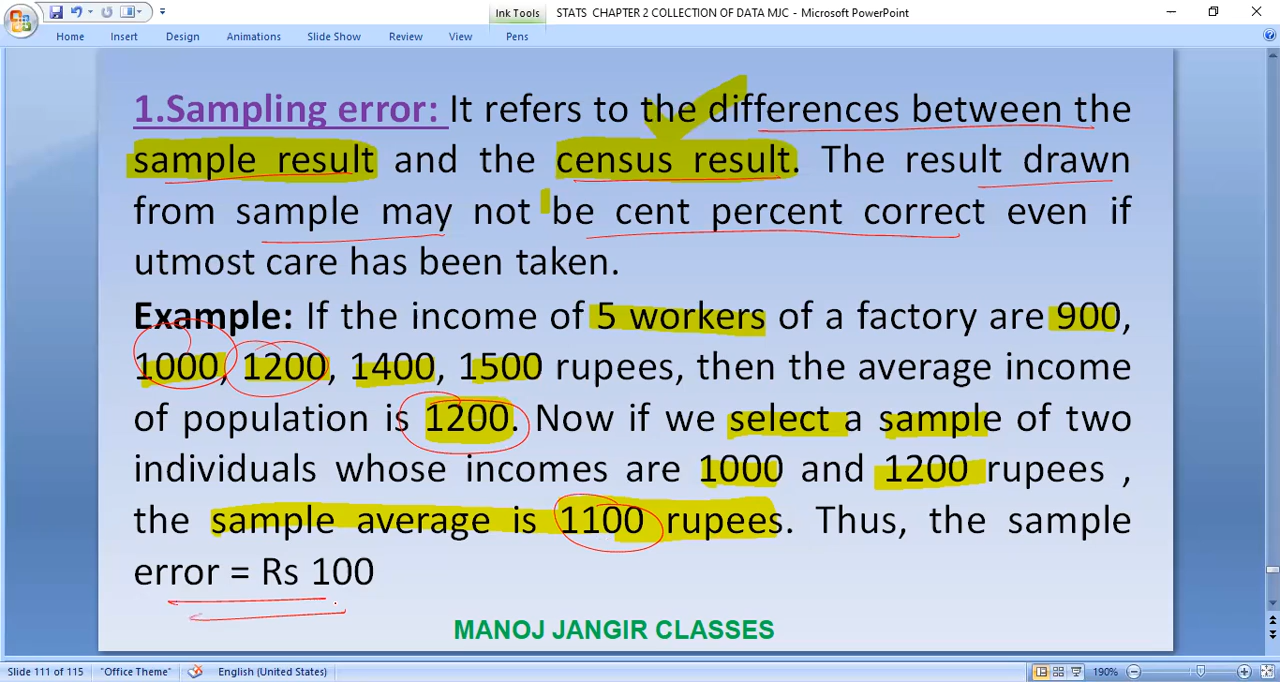 Ink Tools
STATS CHAPTER 2 COLLECTION OF DATA MJC - Microsoft PowerPoint
Home Insert Design Animations Slide Show Review View Pens
1.Sampling error: It refers to the differences between the
sample result and the census result. The result drawn
from sample may not be cent percent correct even if
utmost care has been taken.
Example: If the income of 5 workers of a factory are 900,
1000, 1200, 1400, 1500 rupees, then the average income
of population is 1200. Now if we select a sample of two
individuals whose incomes are 1000 and 1200 rupees ,
the sample average is 1100 rupees. Thus, the sample
error = Rs 100
MANOJ JANGIR CLASSES
Slide 111 of 115 "Office Theme" English (United States) 190%